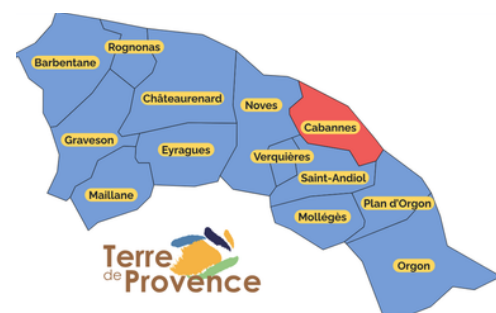 Rognonas
Barbentane
Châteaurenard
Noves
Cabannes
Graveson
Eyragues
Verquières
Saint-Andiol
Maillane
Plan d'Orgon
Mollégès
Terre
de Provence
Orgon